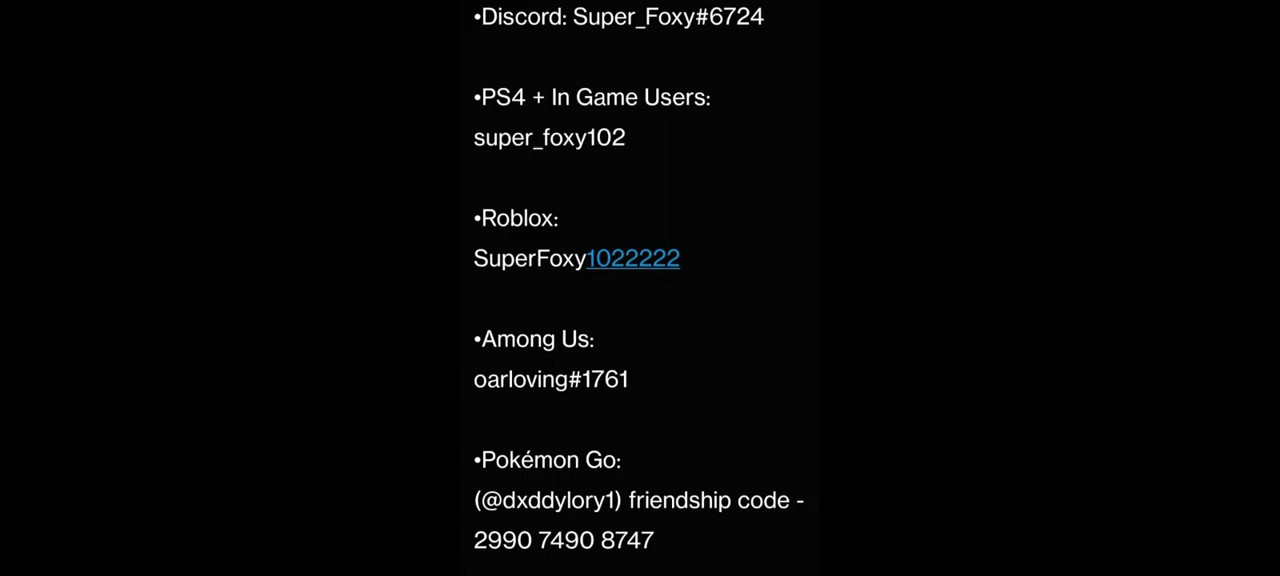 •Discord: Super_Foxy#6724
•PS4 + In Game Users:
super_foxy102
•Roblox:
SuperFoxy1022222
•Among Us:
oarloving#1761
•Pokémon Go:
(@dxddylory1) friendship code -
2990 7490 8747